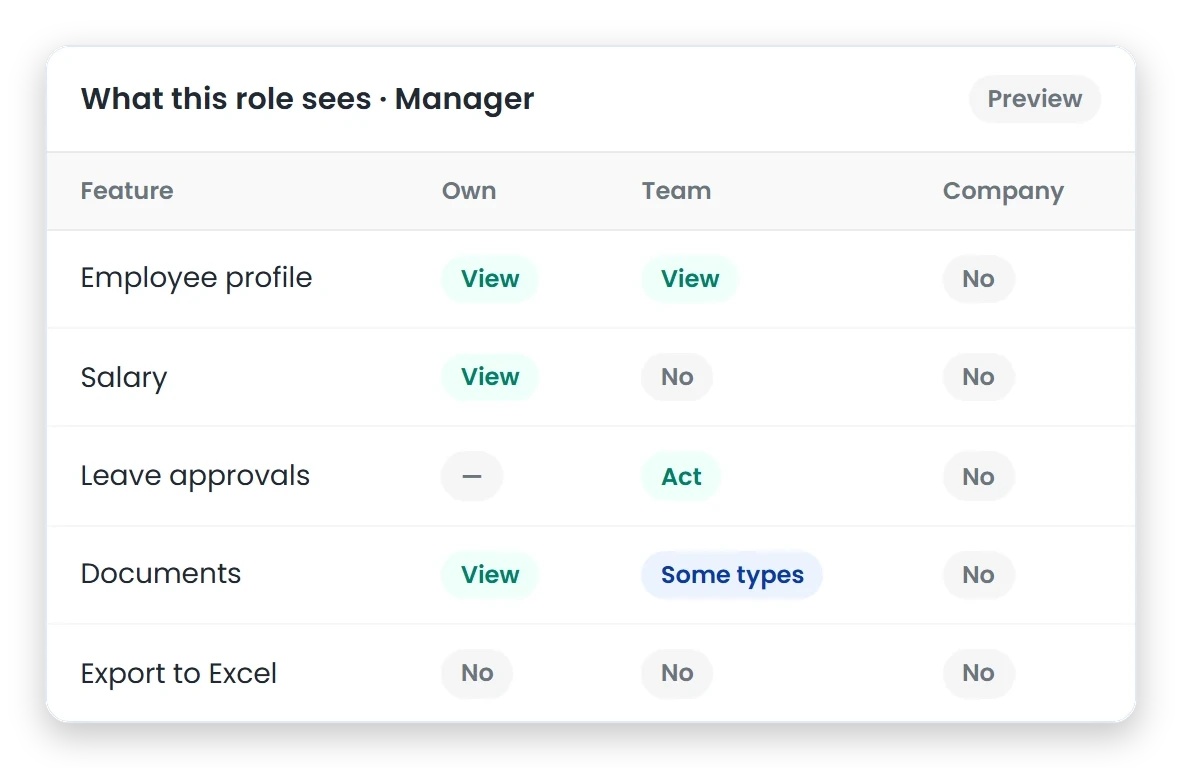 What this role sees · Manager Preview
Feature Own Team Company
Employee profile View View No
Salary View No No
Leave approvals — Act No
Documents View Some types No
Export to Excel No No No